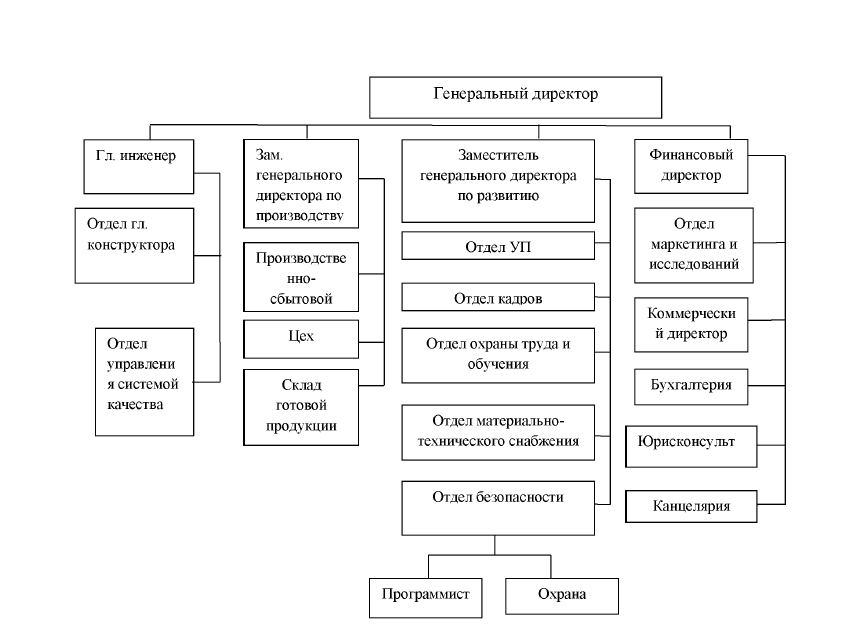 Генеральный директор
Гл. инженер
Отдел гл.
конструктора
Отдел
управлени
я системой
качества
Зам.
генерального
директора по
производству
Производстве
нно-
сбытовой
Цех
Склад
готовой
продукции
Заместитель
генерального директора
по развитию
Отдел УП
Отдел кадров
Отдел охраны труда и
обучения
Отдел материально-
технического снабжения
Отдел безопасности
Программист
Охрана
Финансовый
директор
Отдел
маркетинга и
исследований
Коммерчески
й директор
Бухгалтерия
Юрисконсульт
Канцелярия